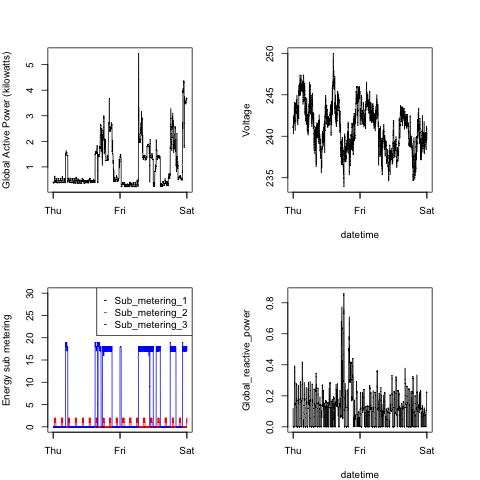 Global Active Power (kilowatts)
1 2 3 4 5
Thu Fri Sat
Voltage
235 240 245 250
Thu Fri Sat
datetime
Energy sub metering
0 5 10 15 20 25 30
Sub_metering_1
Sub_metering_2
Sub_metering_3
Thu Fri Sat
Global_reactive_power
0.0 0.2 0.4 0.6 0.8
Thu Fri Sat
datetime